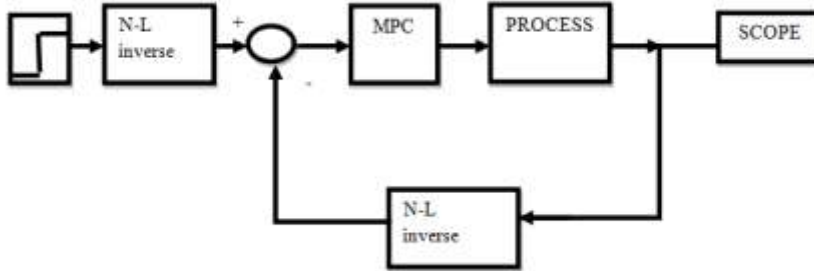 N-L
inverse
+
MPC
PROCESS
SCOPE
-
N-L
inverse